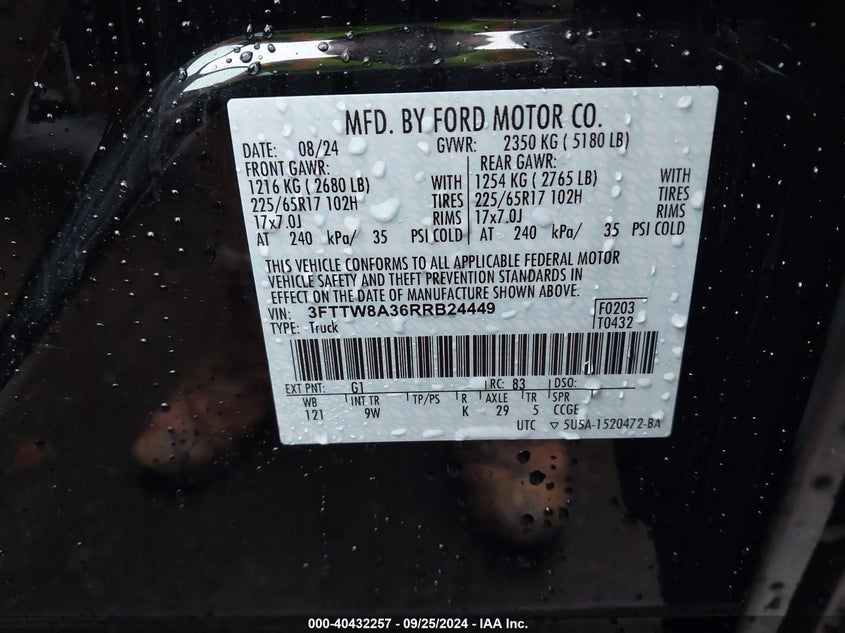 MFD. BY FORD MOTOR CO.
DATE: 08/24 GVWR: 2350 KG ( 5180 LB)
FRONT GAWR: REAR GAWR:
1216 KG ( 2680 LB) WITH 1254 KG ( 2765 LB) WITH
225/65R17 102H TIRES 225/65R17 102H TIRES
17x7.0J RIMS 17x7.0J RIMS
AT 240 kPa/ 35 PSI COLD AT 240 kPa/ 35 PSI COLD
THIS VEHICLE CONFORMS TO ALL APPLICABLE FEDERAL MOTOR
VEHICLE SAFETY AND THEFT PREVENTION STANDARDS IN
EFFECT ON THE DATE OF MANUFACTURE SHOWN ABOVE.
VIN: 3FTTW8A36RRB24449 F0203
TYPE: Truck T0432
EXT PNT: G1 RC: 83 DSO:
WB INT TR TP/PS R AXLE TR SPR
121 9W K 29 5 CCGE
UTC ▽ 5U5A-1520472-BA
000-40432257 - 09/25/2024 - IAA Inc.